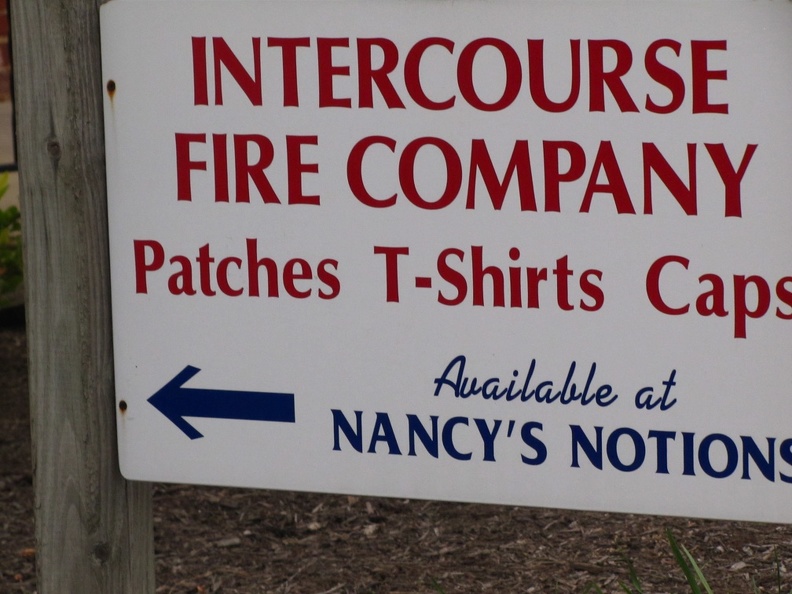 INTERCOURSE
FIRE COMPANY
Patches T-Shirts Caps
Available at
NANCY'S NOTIONS